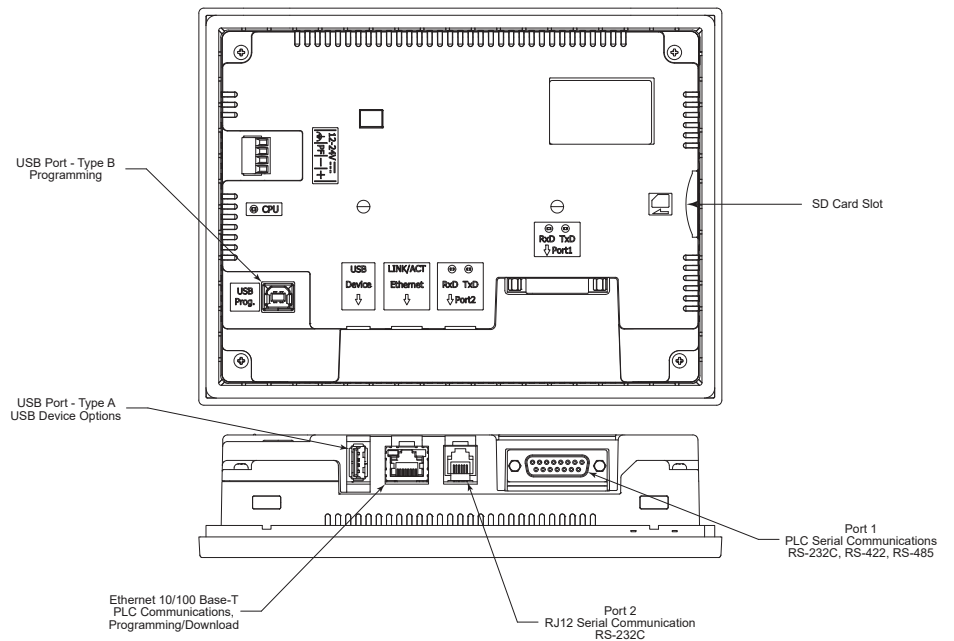 12-24V
PF
− +
USB Port - Type B
Programming
CPU
SD Card Slot
RxD TxD
Port1
USB
Device
LINK/ACT
Ethernet
RxD TxD
Port2
USB
Prog.
USB Port - Type A
USB Device Options
Port 1
PLC Serial Communications
RS-232C, RS-422, RS-485
Ethernet 10/100 Base-T
PLC Communications,
Programming/Download
Port 2
RJ12 Serial Communication
RS-232C